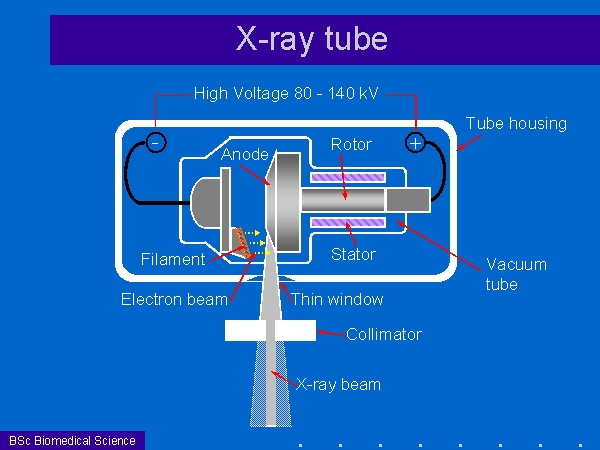 X-ray tube
High Voltage 80 - 140 kV
Tube housing
-
+
Rotor
Anode
Filament
Stator
Vacuum
tube
Electron beam
Thin window
Collimator
X-ray beam
BSc Biomedical Science